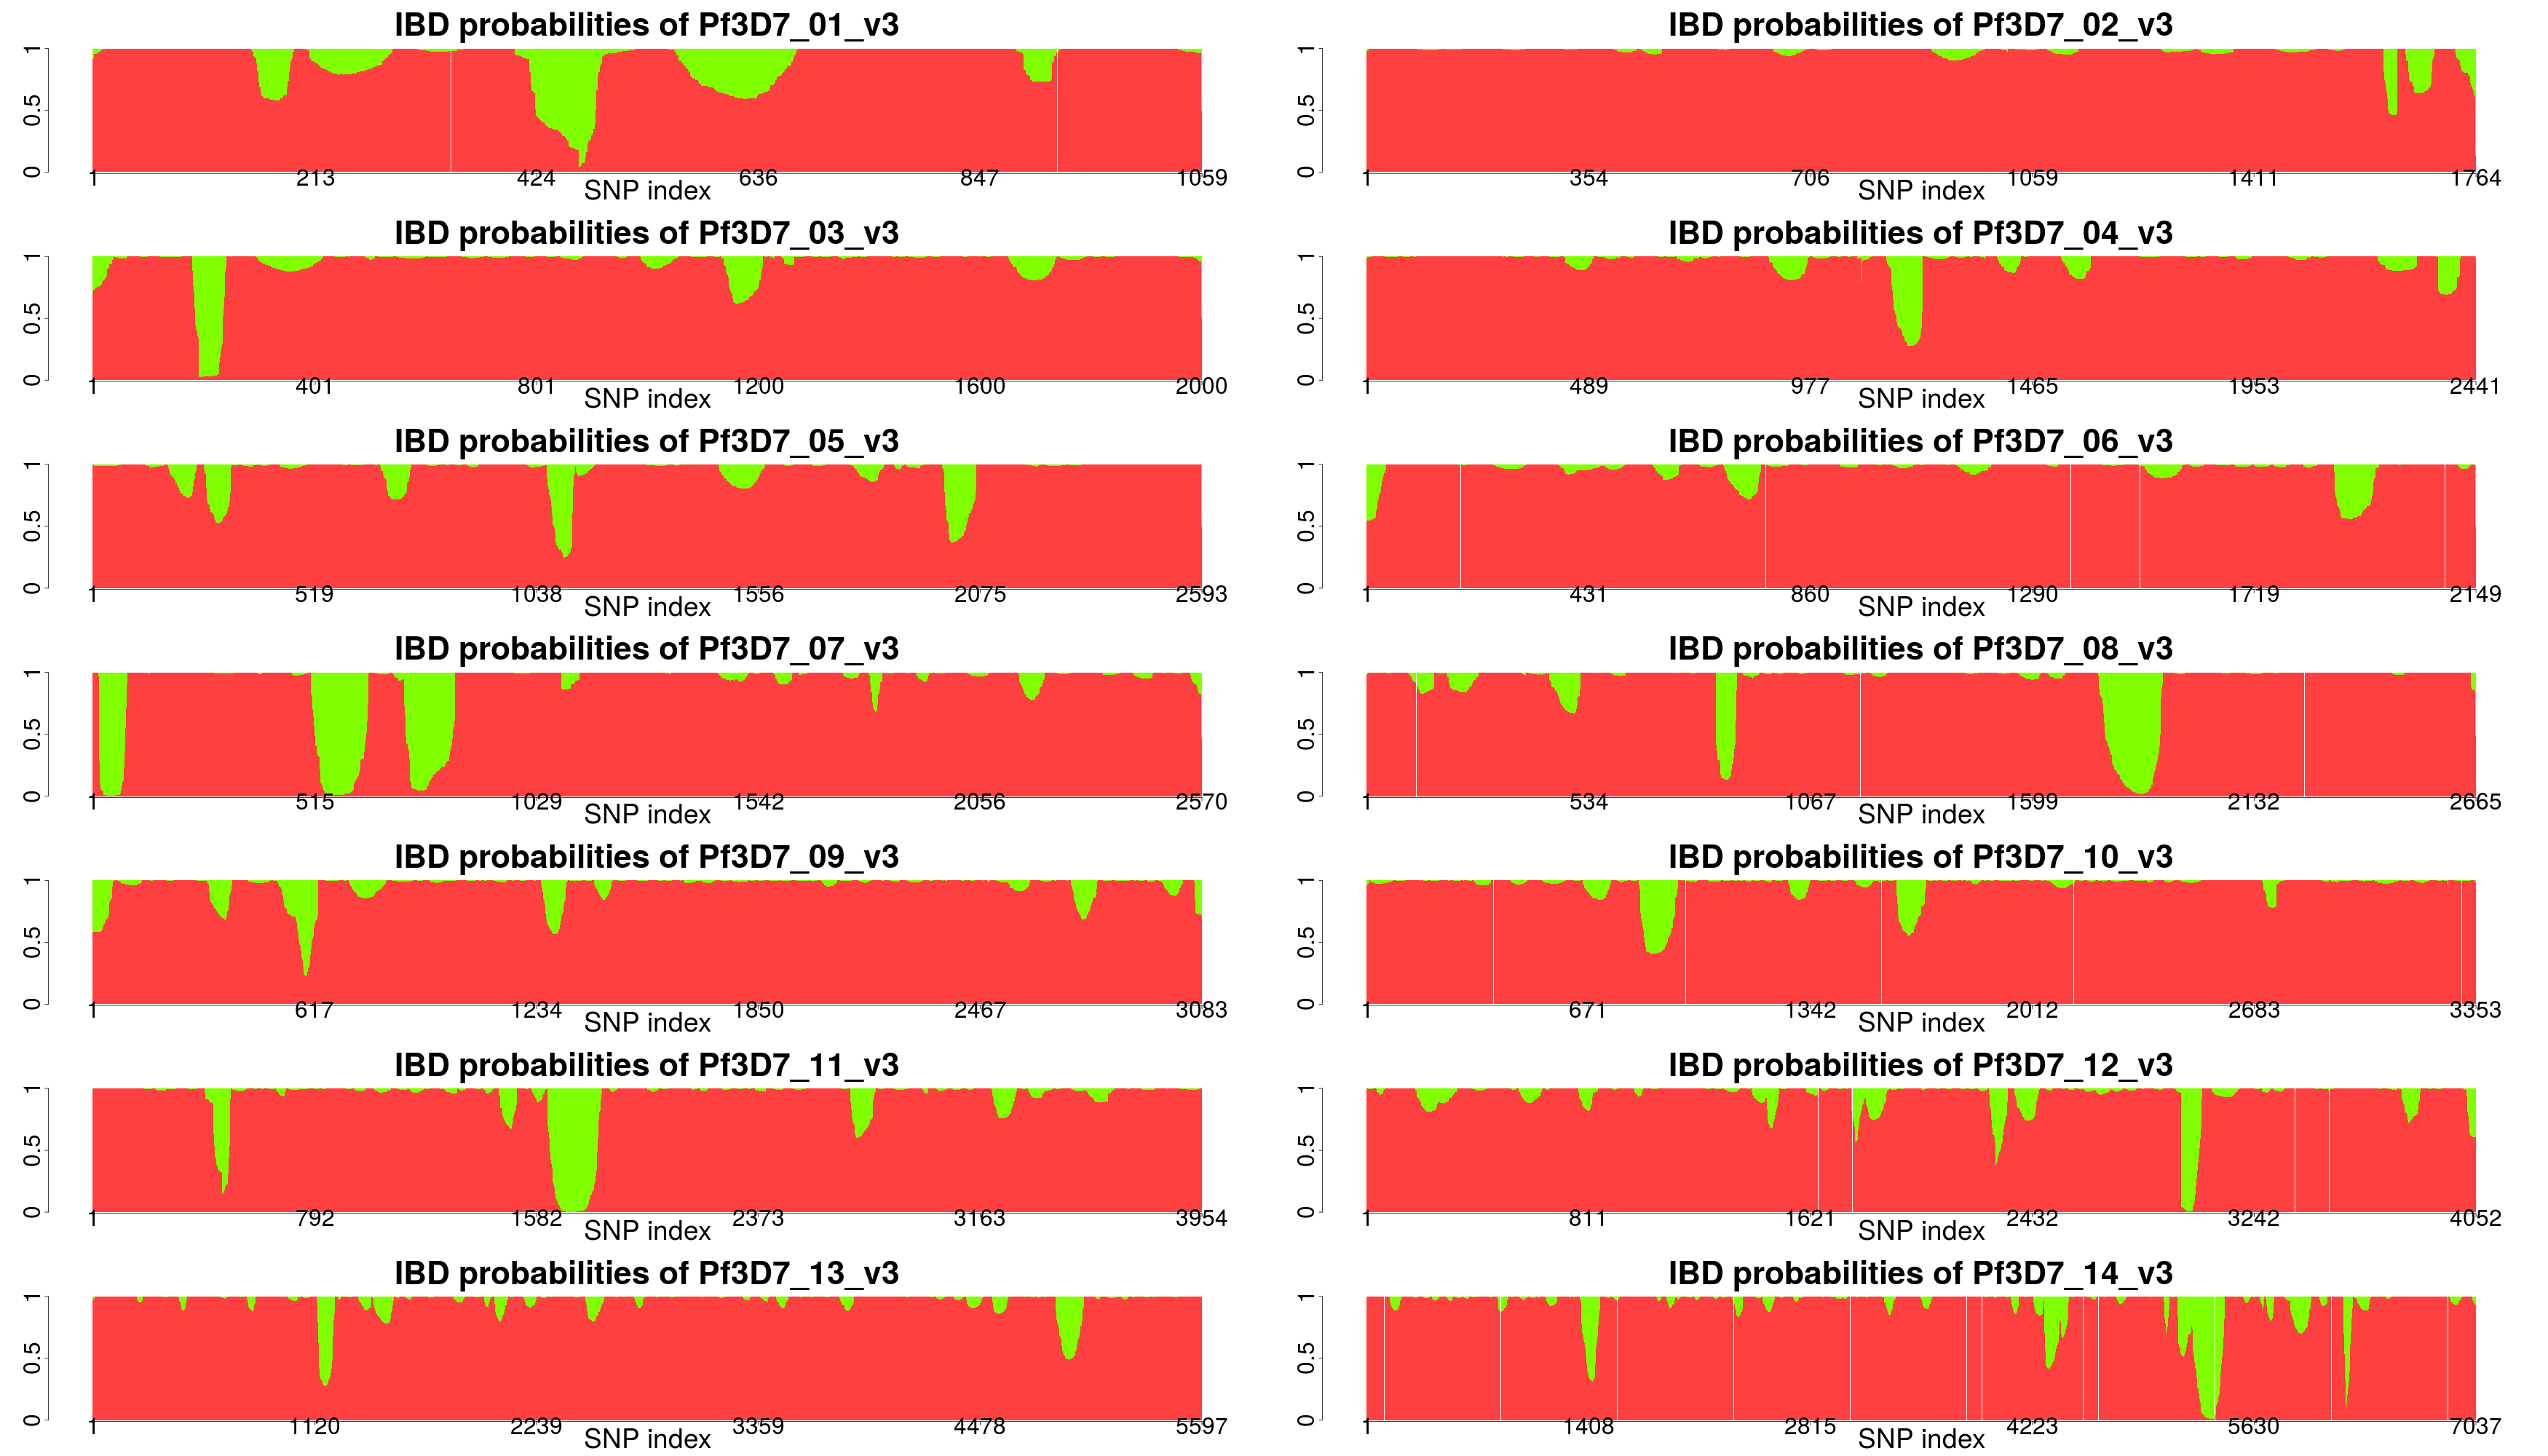 IBD probabilities of Pf3D7_01_v3
0 0.5 1
1 213 424 636 847 1059
SNP index
IBD probabilities of Pf3D7_02_v3
0 0.5 1
1 354 706 1059 1411 1764
SNP index
IBD probabilities of Pf3D7_03_v3
0 0.5 1
1 401 801 1200 1600 2000
SNP index
IBD probabilities of Pf3D7_04_v3
0 0.5 1
1 489 977 1465 1953 2441
SNP index
IBD probabilities of Pf3D7_05_v3
0 0.5 1
1 519 1038 1556 2075 2593
SNP index
IBD probabilities of Pf3D7_06_v3
0 0.5 1
1 431 860 1290 1719 2149
SNP index
IBD probabilities of Pf3D7_07_v3
0 0.5 1
1 515 1029 1542 2056 2570
SNP index
IBD probabilities of Pf3D7_08_v3
0 0.5 1
1 534 1067 1599 2132 2665
SNP index
IBD probabilities of Pf3D7_09_v3
0 0.5 1
1 617 1234 1850 2467 3083
SNP index
IBD probabilities of Pf3D7_10_v3
0 0.5 1
1 671 1342 2012 2683 3353
SNP index
IBD probabilities of Pf3D7_11_v3
0 0.5 1
1 792 1582 2373 3163 3954
SNP index
IBD probabilities of Pf3D7_12_v3
0 0.5 1
1 811 1621 2432 3242 4052
SNP index
IBD probabilities of Pf3D7_13_v3
0 0.5 1
1 1120 2239 3359 4478 5597
SNP index
IBD probabilities of Pf3D7_14_v3
0 0.5 1
1 1408 2815 4223 5630 7037
SNP index